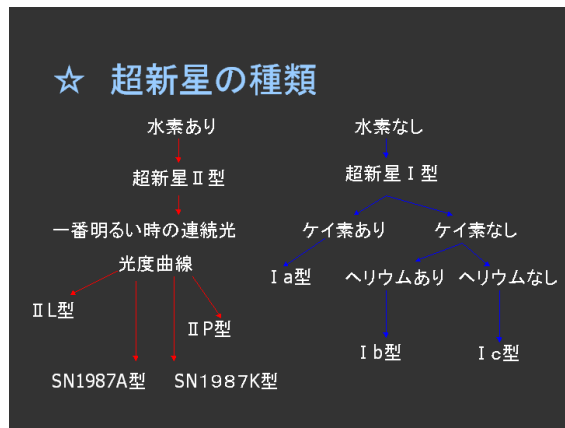 ☆ 超新星の種類
水素あり
水素なし
超新星Ⅱ型
超新星Ⅰ型
一番明るい時の連続光
光度曲線
ケイ素あり
ケイ素なし
Ⅰa型
ヘリウムあり
ヘリウムなし
ⅡL型
ⅡP型
Ⅰb型
Ⅰc型
SN1987A型
SN1987K型